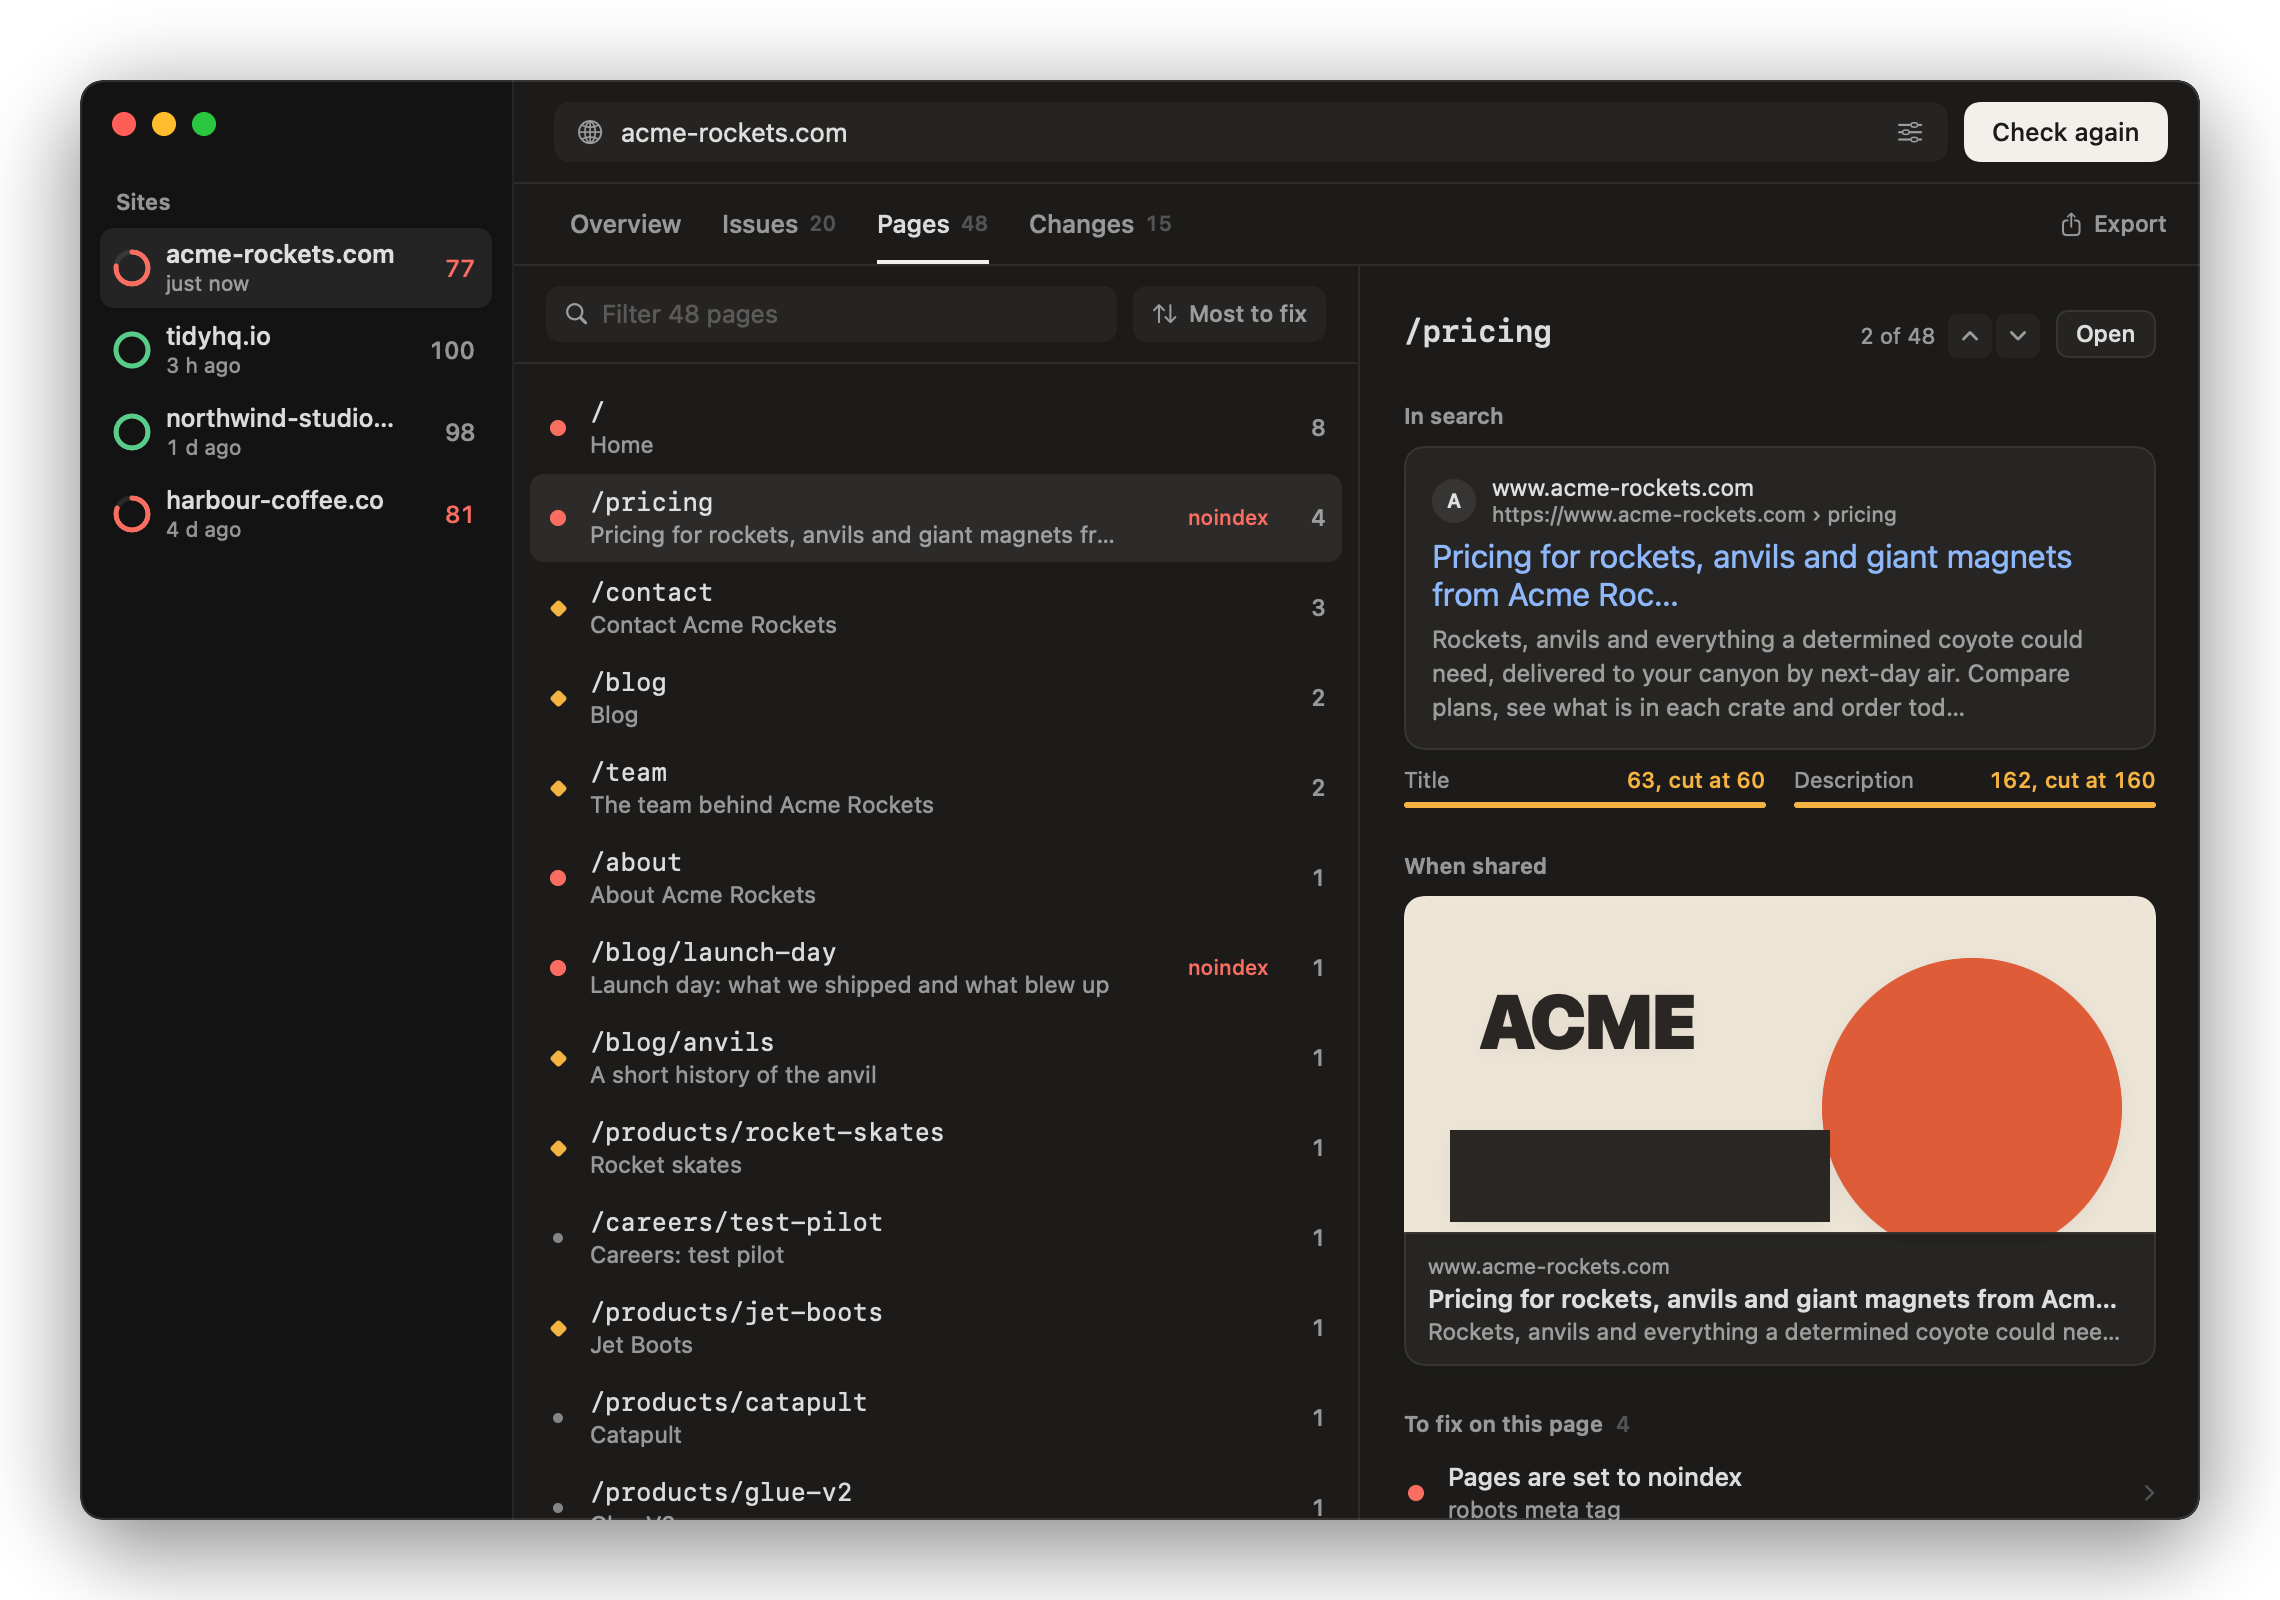 acme-rockets.com
Check again
Sites
acme-rockets.com
just now
77
tidyhq.io
3 h ago
100
northwind-studio...
1 d ago
98
harbour-coffee.co
4 d ago
81
Overview
Issues 20
Pages 48
Changes 15
Export
Filter 48 pages
Most to fix
/
Home
8
/pricing
Pricing for rockets, anvils and giant magnets fr...
noindex
4
/contact
Contact Acme Rockets
3
/blog
Blog
2
/team
The team behind Acme Rockets
2
/about
About Acme Rockets
1
/blog/launch-day
Launch day: what we shipped and what blew up
noindex
1
/blog/anvils
A short history of the anvil
1
/products/rocket-skates
Rocket skates
1
/careers/test-pilot
Careers: test pilot
1
/products/jet-boots
Jet Boots
1
/products/catapult
Catapult
1
/products/glue-v2
1
/pricing
2 of 48
Open
In search
A
www.acme-rockets.com
https://www.acme-rockets.com › pricing
Pricing for rockets, anvils and giant magnets
from Acme Roc...
Rockets, anvils and everything a determined coyote could
need, delivered to your canyon by next-day air. Compare
plans, see what is in each crate and order tod...
Title
63, cut at 60
Description
162, cut at 160
When shared
ACME
www.acme-rockets.com
Pricing for rockets, anvils and giant magnets from Acm...
Rockets, anvils and everything a determined coyote could nee...
To fix on this page 4
Pages are set to noindex
robots meta tag